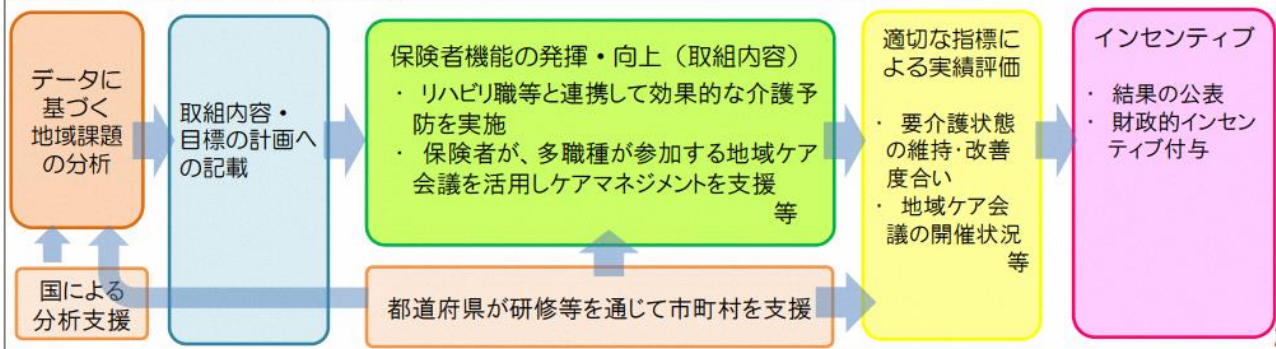 データに
基づく
地域課題
の分析
取組内容・
目標の計画へ
の記載
保険者機能の発揮・向上（取組内容）
・ リハビリ職等と連携して効果的な介護予
防を実施
・ 保険者が、多職種が参加する地域ケア
会議を活用しケアマネジメントを支援
等
適切な指標に
よる実績評価
・ 要介護状態
の維持・改善
度合い
・ 地域ケア会
議の開催状況
等
インセンティブ
・ 結果の公表
・ 財政的インセン
ティブ付与
国による
分析支援
都道府県が研修等を通じて市町村を支援